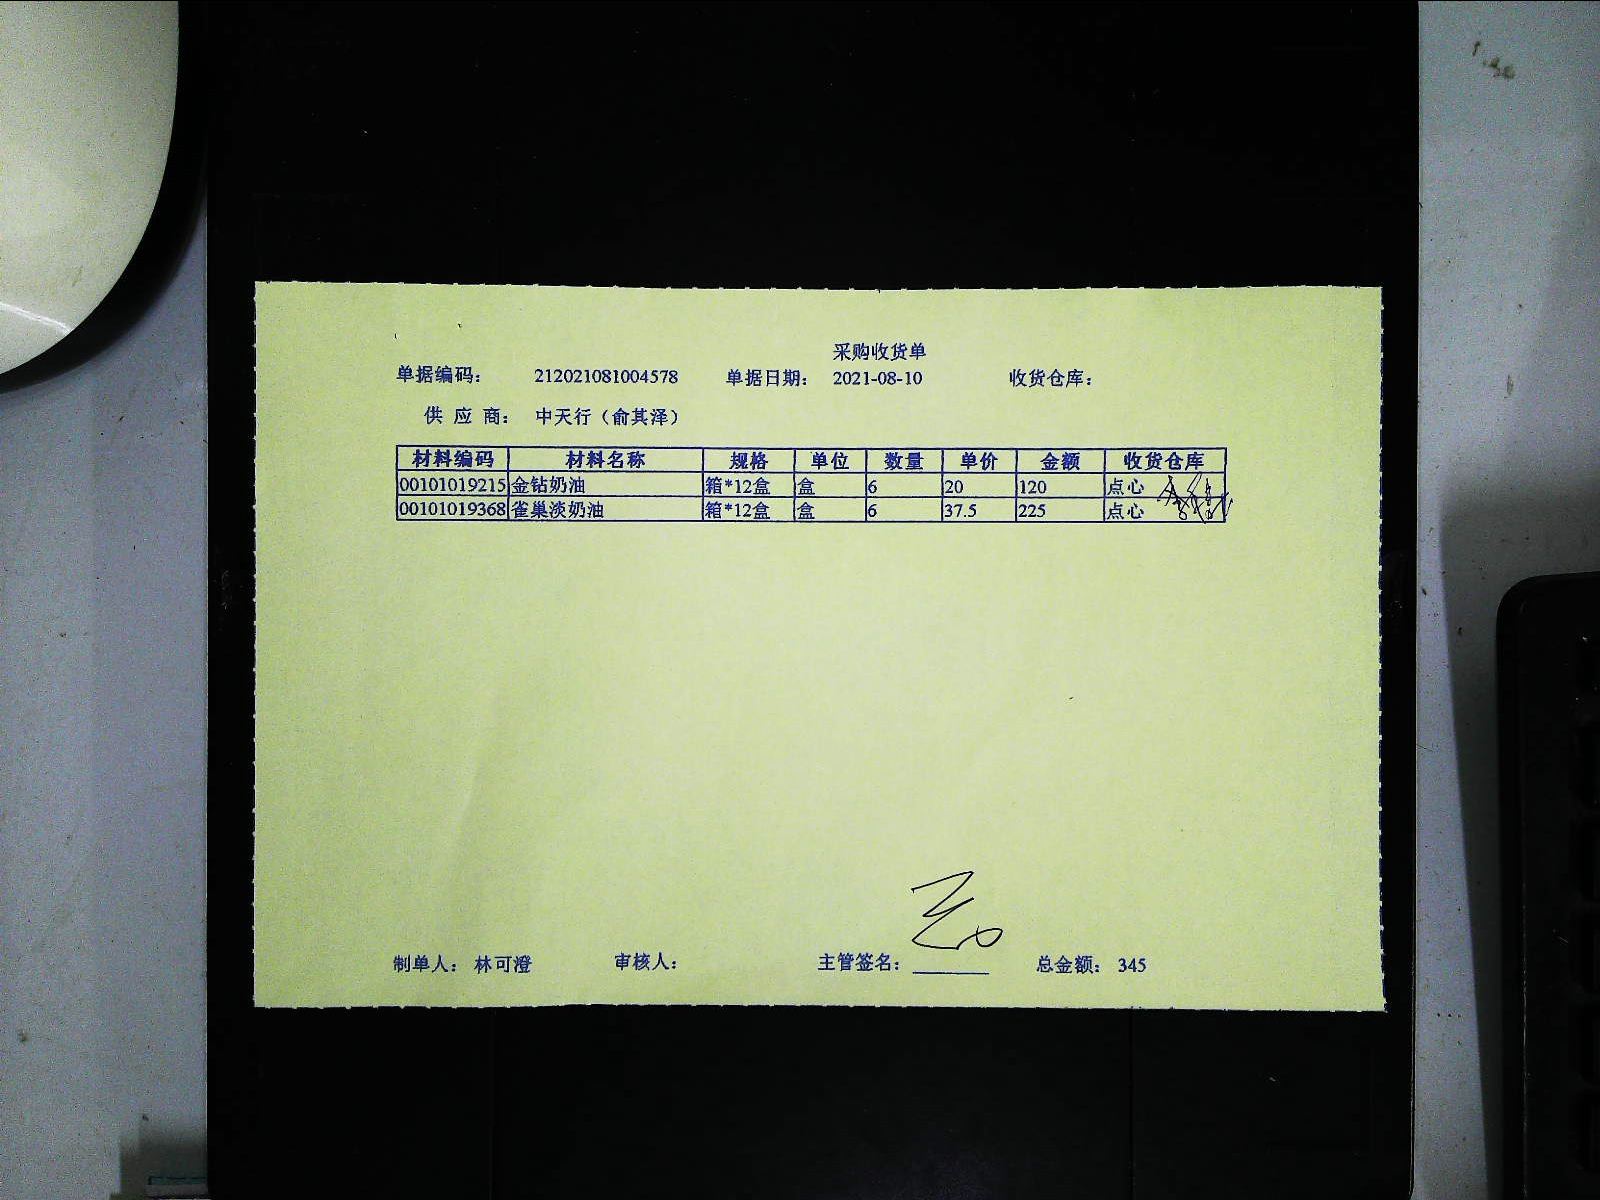 采购收货单
单据编码： 212021081004578 单据日期： 2021-08-10 收货仓库：
供 应 商： 中天行（俞其泽）
材料编码 材料名称 规格 单位 数量 单价 金额 收货仓库
00101019215 金钻奶油 箱*12盒 盒 6 20 120 点心
00101019368 雀巢淡奶油 箱*12盒 盒 6 37.5 225 点心
制单人： 林可澄 审核人： 主管签名： 总金额： 345